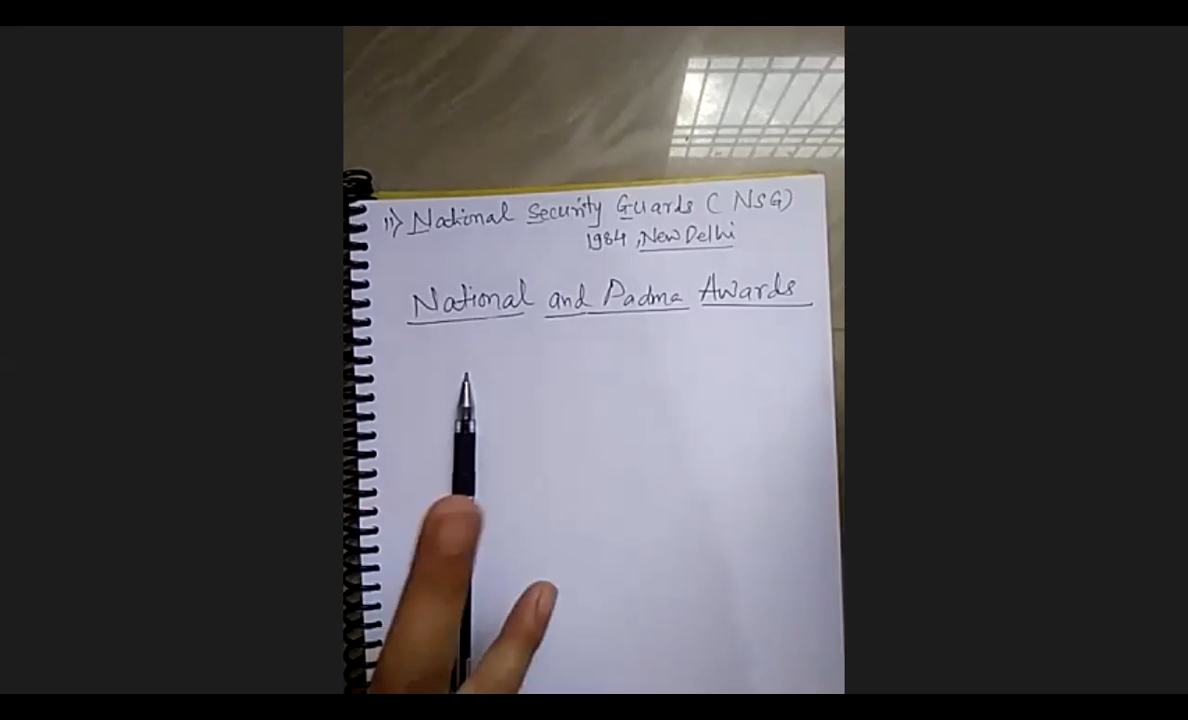 11) National Security Guards ( NSG)
1984, New Delhi
National and Padma Awards